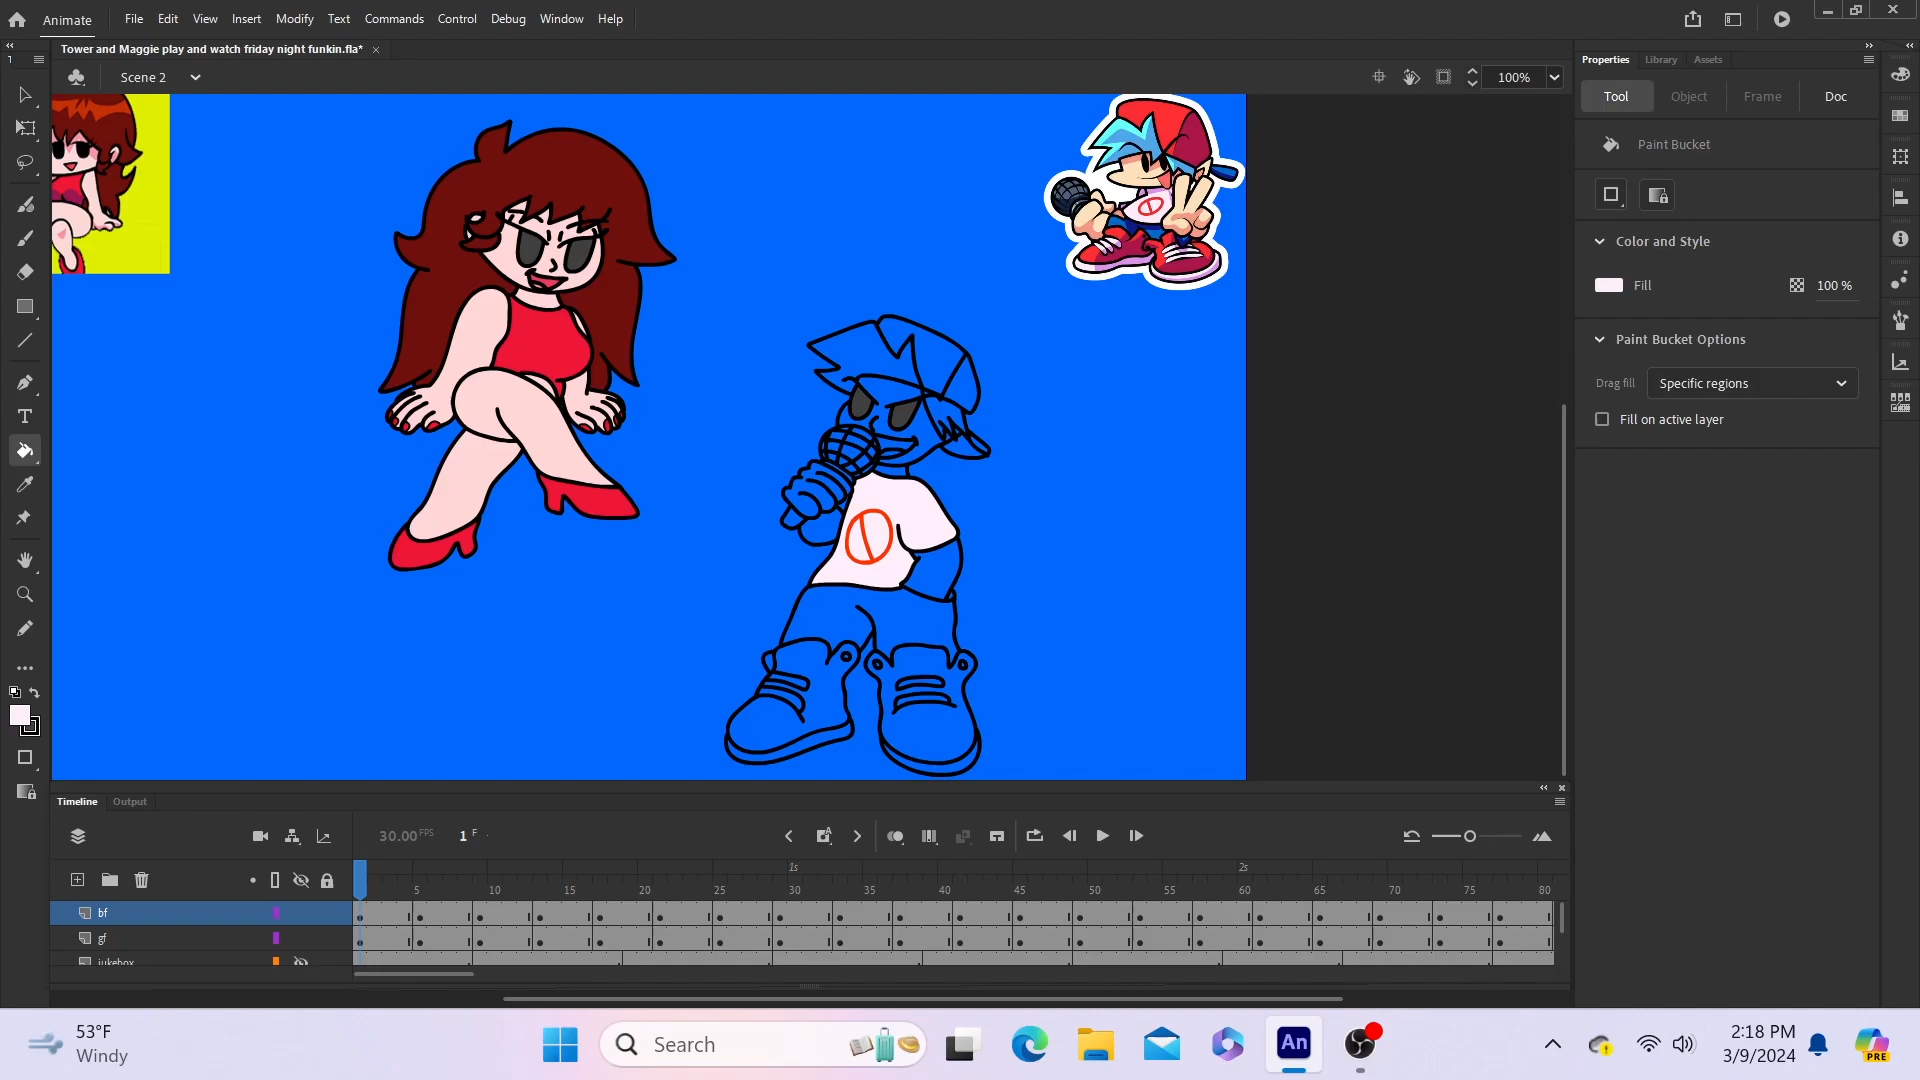 Animate
File Edit View Insert Modify Text Commands Control Debug Window Help
Tower and Maggie play and watch friday night funkin.fla*
1
Scene 2
100%
Properties Library Assets
Tool Object Frame Doc
Paint Bucket
Color and Style
Fill
100 %
Paint Bucket Options
Drag fill
Specific regions
Fill on active layer
Timeline Output
30.00 FPS
1 F
1s 2s
5 10 15 20 25 30 35 40 45 50 55 60 65 70 75 80
bf
gf
jukebox
53°F
Windy
Search
An
2:18 PM
3/9/2024
PRE